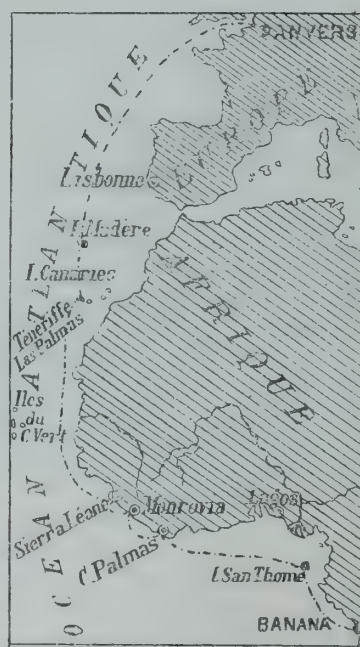 ANVERS
EUROPE
OCEAN ATLANTIQUE
Lisbonne
I. Madère
I. Canaries
Teneriffe
Las Palmas
AFRIQUE
Iles
du
C. Vert
Sierra Léone
Monrovia
Lagos
C. Palmas
I. San Thomé
BANANA